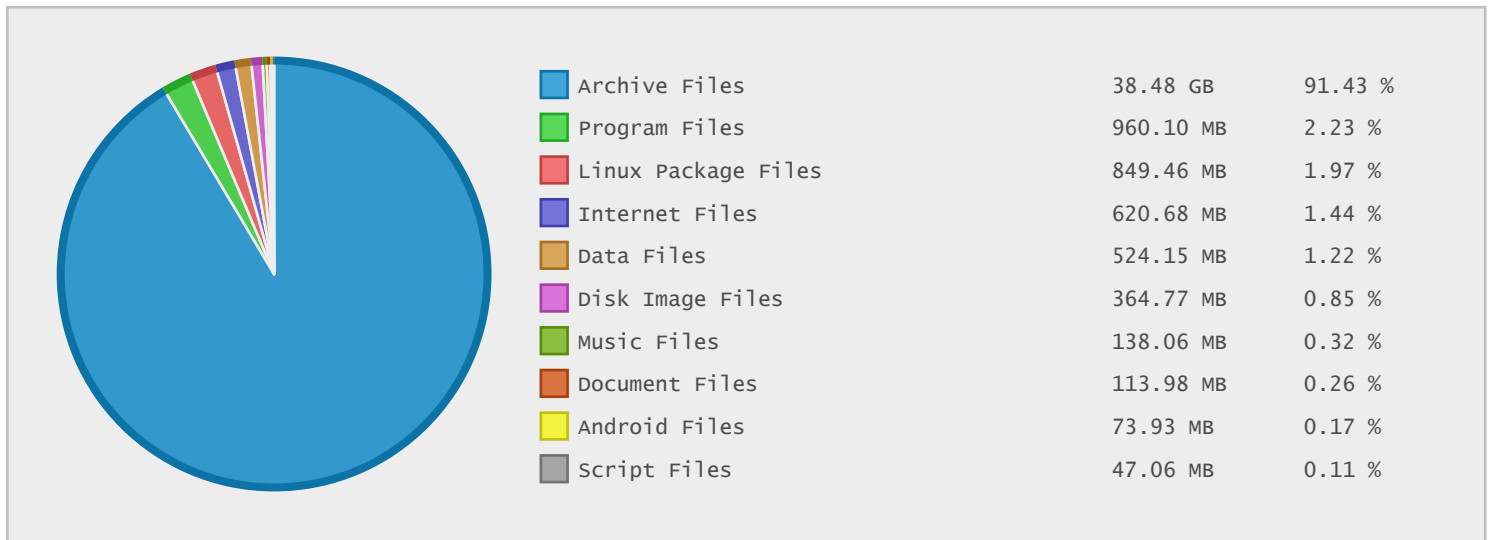 Archive Files 38.48 GB 91.43 %
Program Files 960.10 MB 2.23 %
Linux Package Files 849.46 MB 1.97 %
Internet Files 620.68 MB 1.44 %
Data Files 524.15 MB 1.22 %
Disk Image Files 364.77 MB 0.85 %
Music Files 138.06 MB 0.32 %
Document Files 113.98 MB 0.26 %
Android Files 73.93 MB 0.17 %
Script Files 47.06 MB 0.11 %